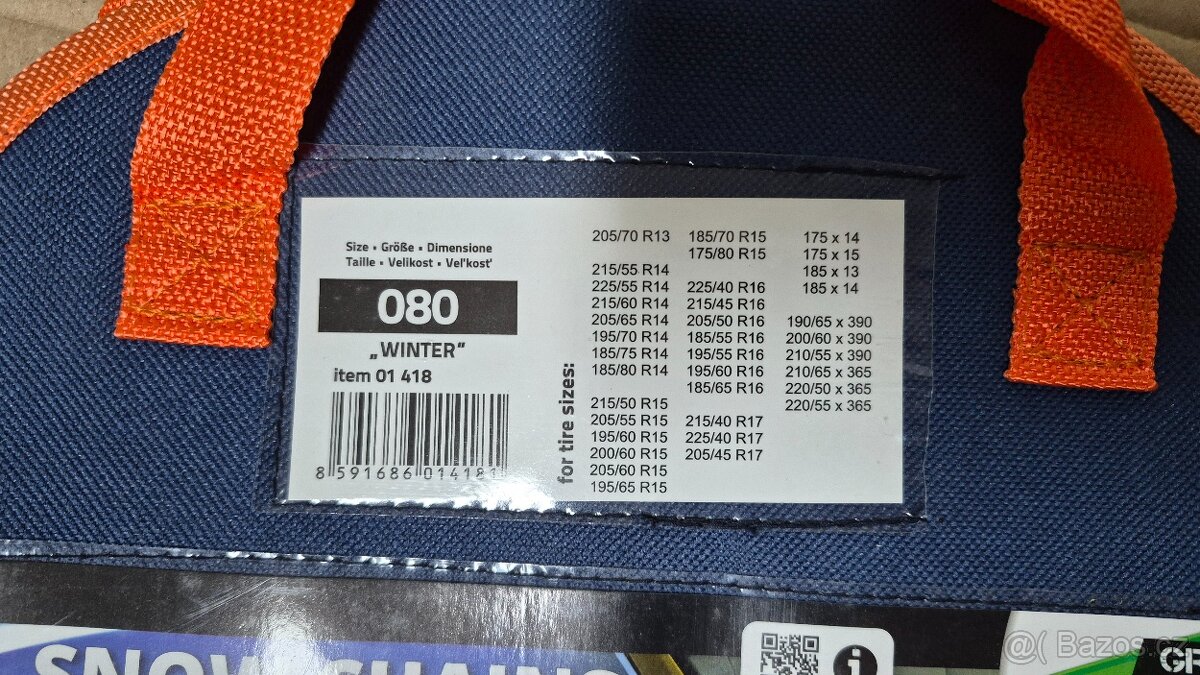 Size ▪ Größe ▪ Dimensione
Taille ▪ Velikost ▪ Veľkosť
080
„WINTER”
item 01 418
8 591686 014181
for tire sizes:
205/70 R13
215/55 R14
225/55 R14
215/60 R14
205/65 R14
195/70 R14
185/75 R14
185/80 R14
215/50 R15
205/55 R15
195/60 R15
200/60 R15
205/60 R15
195/65 R15
185/70 R15
175/80 R15
225/40 R16
215/45 R16
205/50 R16
185/55 R16
195/55 R16
195/60 R16
185/65 R16
215/40 R17
225/40 R17
205/45 R17
175 x 14
175 x 15
185 x 13
185 x 14
190/65 x 390
200/60 x 390
210/55 x 390
210/65 x 365
220/50 x 365
220/55 x 365
SNOW CHAINS
i
Bazos.cz